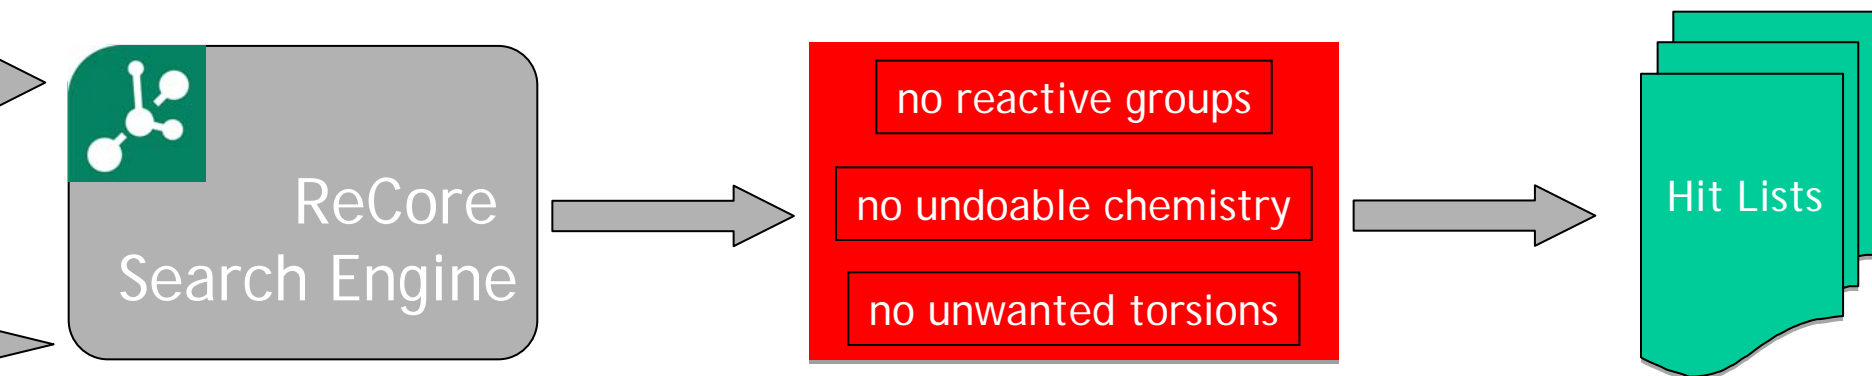 ReCore
Search Engine
no reactive groups
no undoable chemistry
no unwanted torsions
Hit Lists